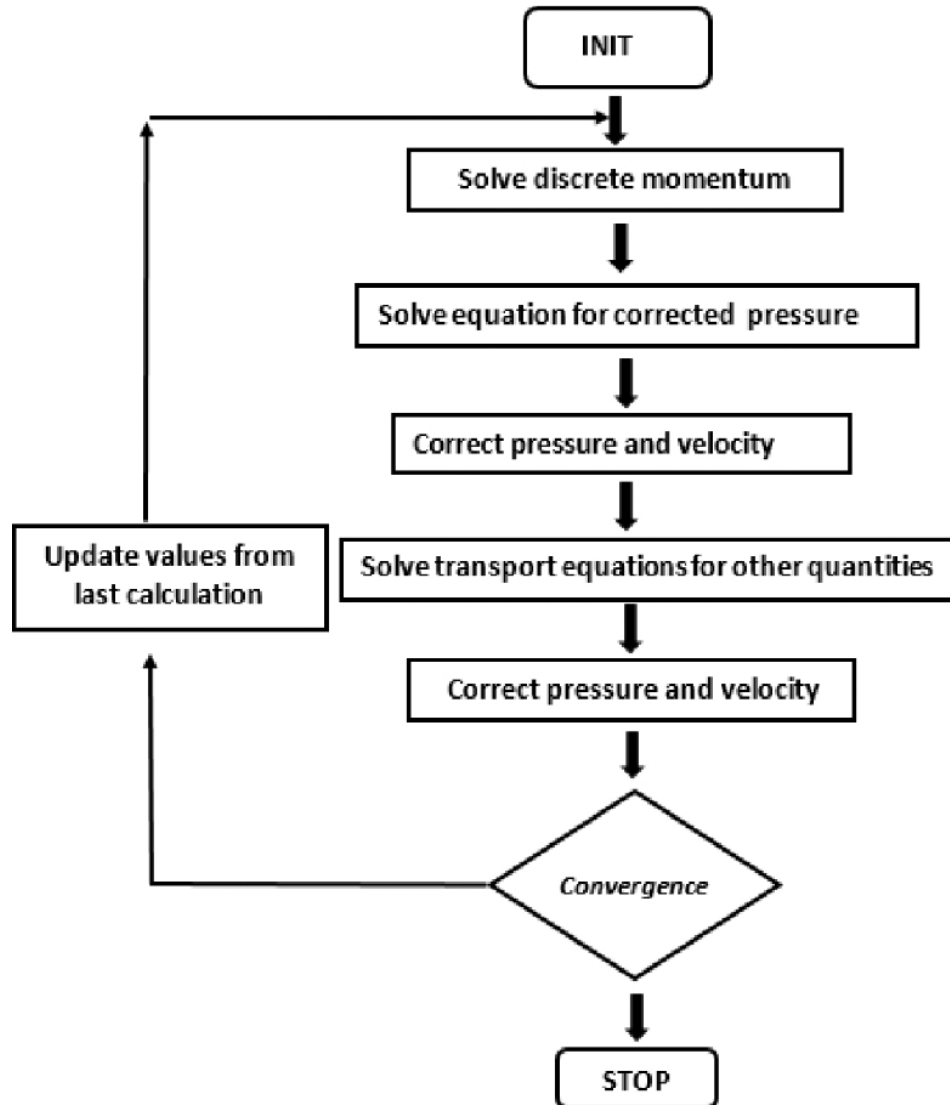 INIT
Solve discrete momentum
Solve equation for corrected pressure
Correct pressure and velocity
Solve transport equations for other quantities
Update values from
last calculation
Correct pressure and velocity
Convergence
STOP